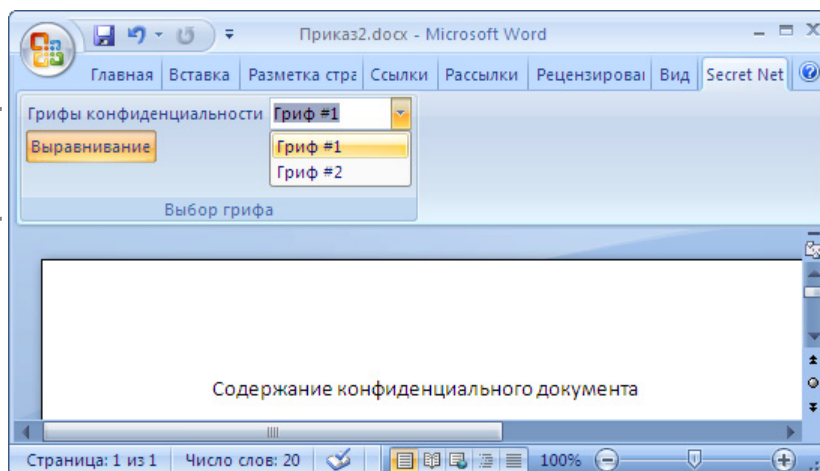 Приказ2.docx - Microsoft Word
Главная Вставка Разметка стра Ссылки Рассылки Рецензироваı Вид Secret Net
Грифы конфиденциальности Гриф #1
Выравнивание Гриф #1
Гриф #2
Выбор грифа
Содержание конфиденциального документа
Страница: 1 из 1 Число слов: 20 100%